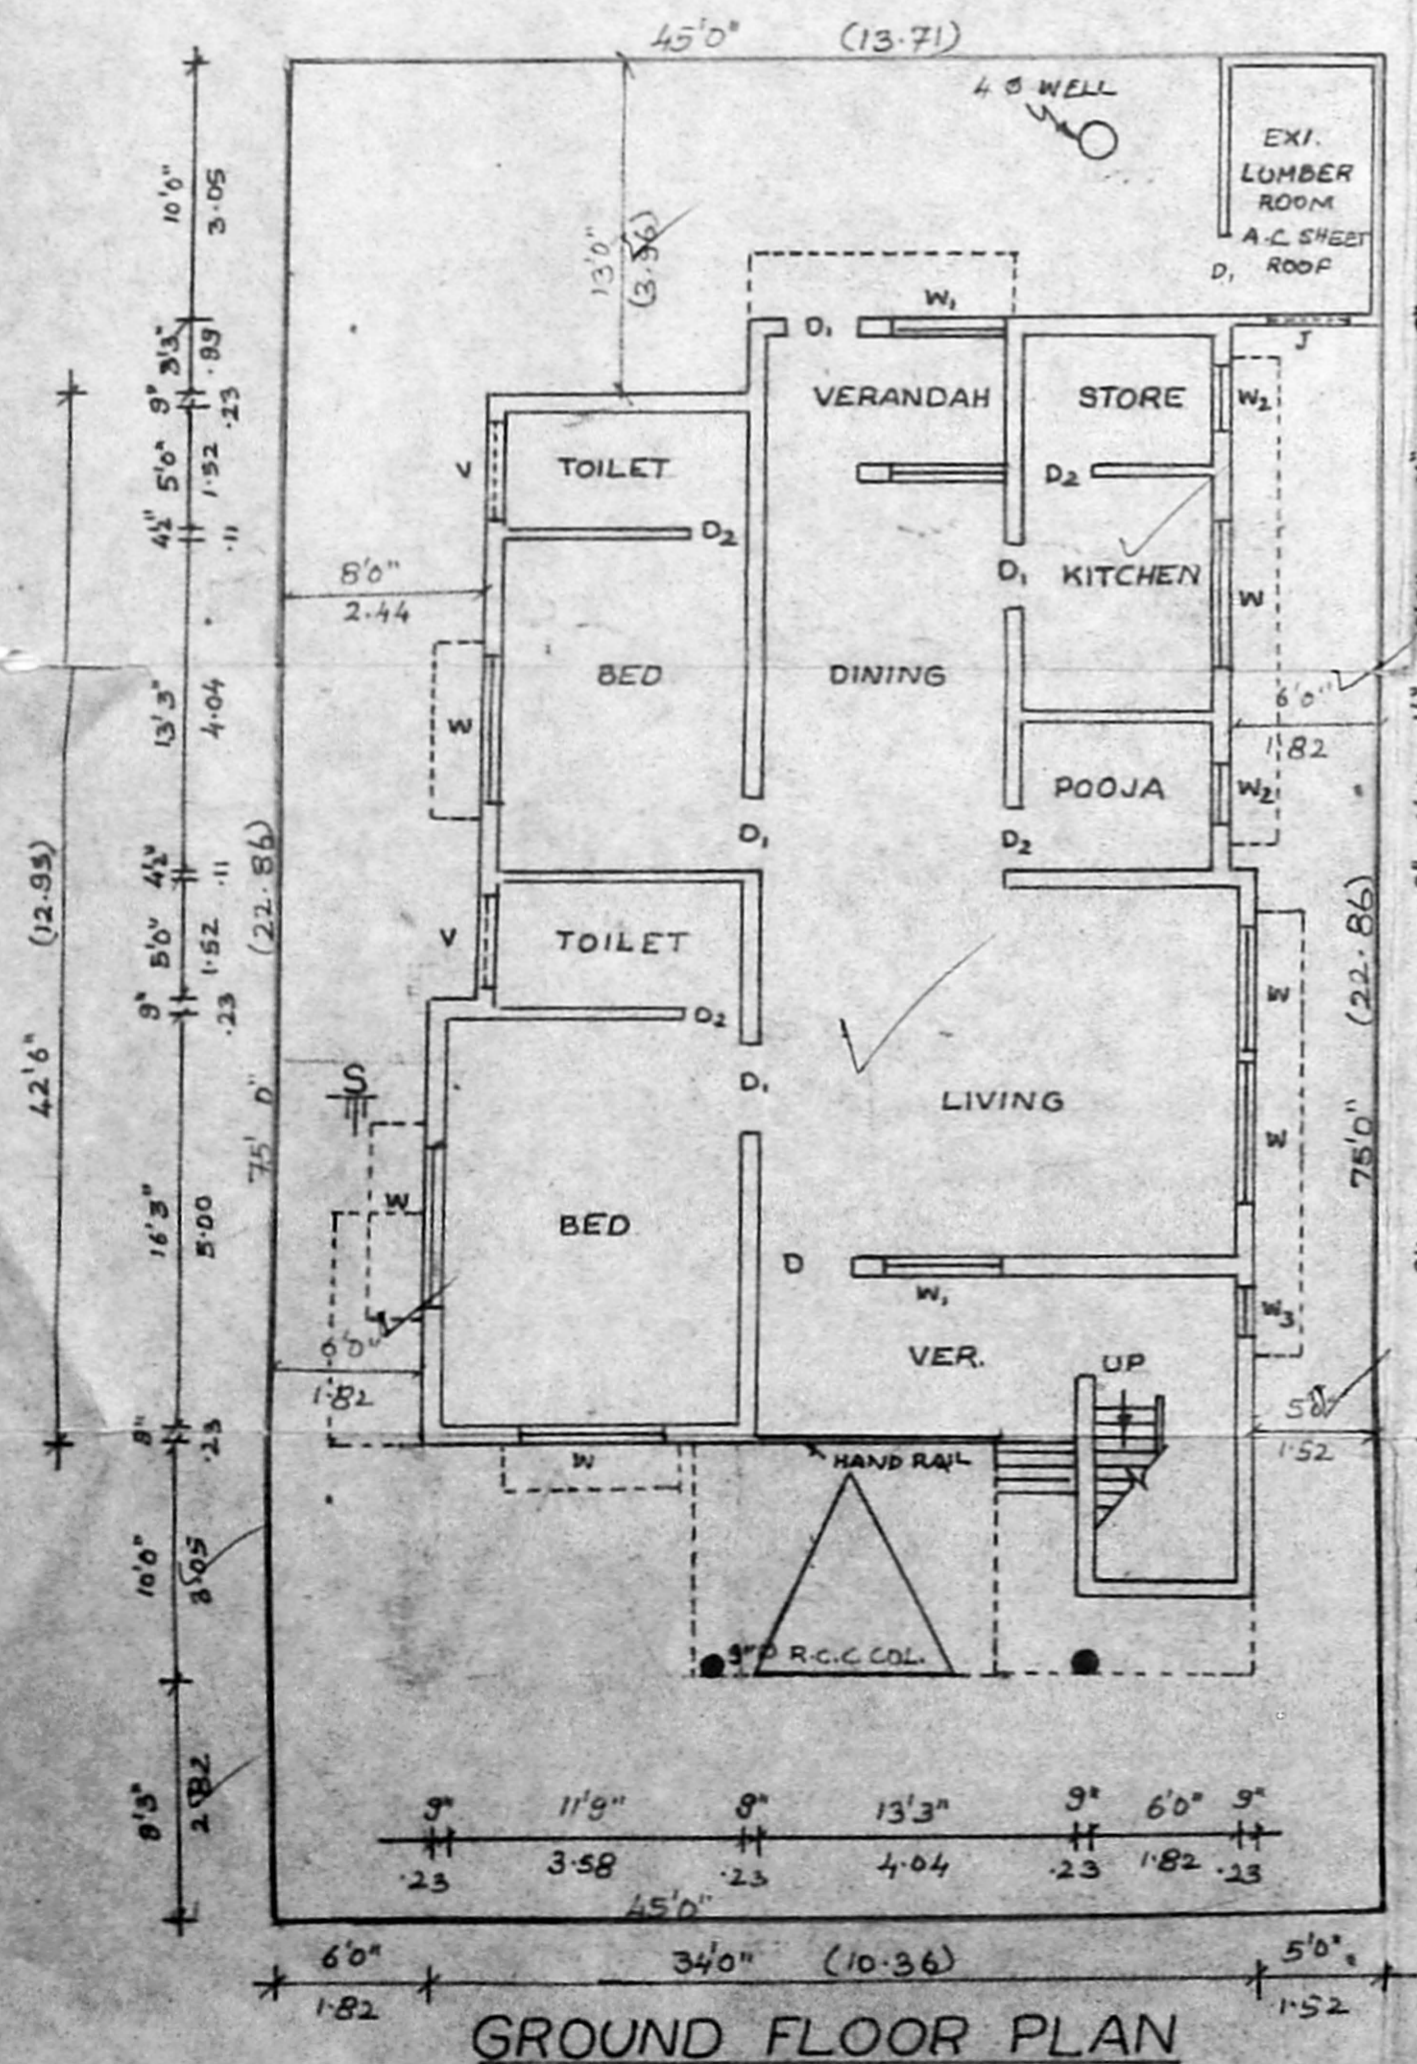 45'0" (13.71)
4 Ø WELL
EXI.
LUMBER
ROOM
A.C SHEET
ROOF
D1
J
10'0"
3.05
13'0"
(3.96)
3'3"
.99
9"
.23
5'0"
1.52
4½"
.11
13'3"
4.04
4½"
.11
5'0"
1.52
9"
.23
16'3"
5.00
9"
.23
10'0"
3.05
8'3"
2.82
42'6" (12.95)
75'0" (22.86)
W1
D1
VERANDAH
STORE
W2
V
TOILET
D2
D2
8'0"
2.44
D1
KITCHEN
W
BED
DINING
W
6'0"
1.82
POOJA
W2
D1
D2
V
TOILET
D2
W
S
D1
LIVING
W
75'0" (22.86)
W
BED
D
W1
W3
VER.
UP
6'0"
1.82
5'0"
1.52
W
HAND RAIL
9"Ø R.C.C COL.
9" 11'9" 9" 13'3" 9" 6'0" 9"
.23 3.58 .23 4.04 .23 1.82 .23
45'0"
6'0" 34'0" (10.36) 5'0"
1.82 1.52
GROUND FLOOR PLAN